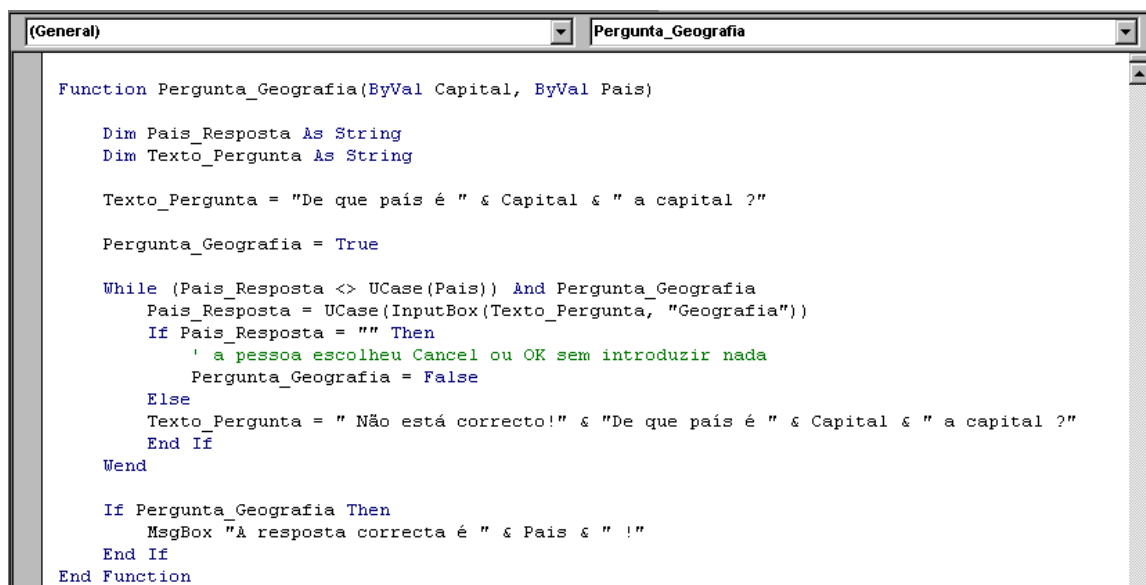 (General) Pergunta_Geografia
Function Pergunta_Geografia(ByVal Capital, ByVal Pais)
Dim Pais_Resposta As String
Dim Texto_Pergunta As String
Texto_Pergunta = "De que país é " & Capital & " a capital ?"
Pergunta_Geografia = True
While (Pais_Resposta <> UCase(Pais)) And Pergunta_Geografia
Pais_Resposta = UCase(InputBox(Texto_Pergunta, "Geografia"))
If Pais_Resposta = "" Then
' a pessoa escolheu Cancel ou OK sem introduzir nada
Pergunta_Geografia = False
Else
Texto_Pergunta = " Não está correcto!" & "De que país é " & Capital & " a capital ?"
End If
Wend
If Pergunta_Geografia Then
MsgBox "A resposta correcta é " & Pais & " !"
End If
End Function